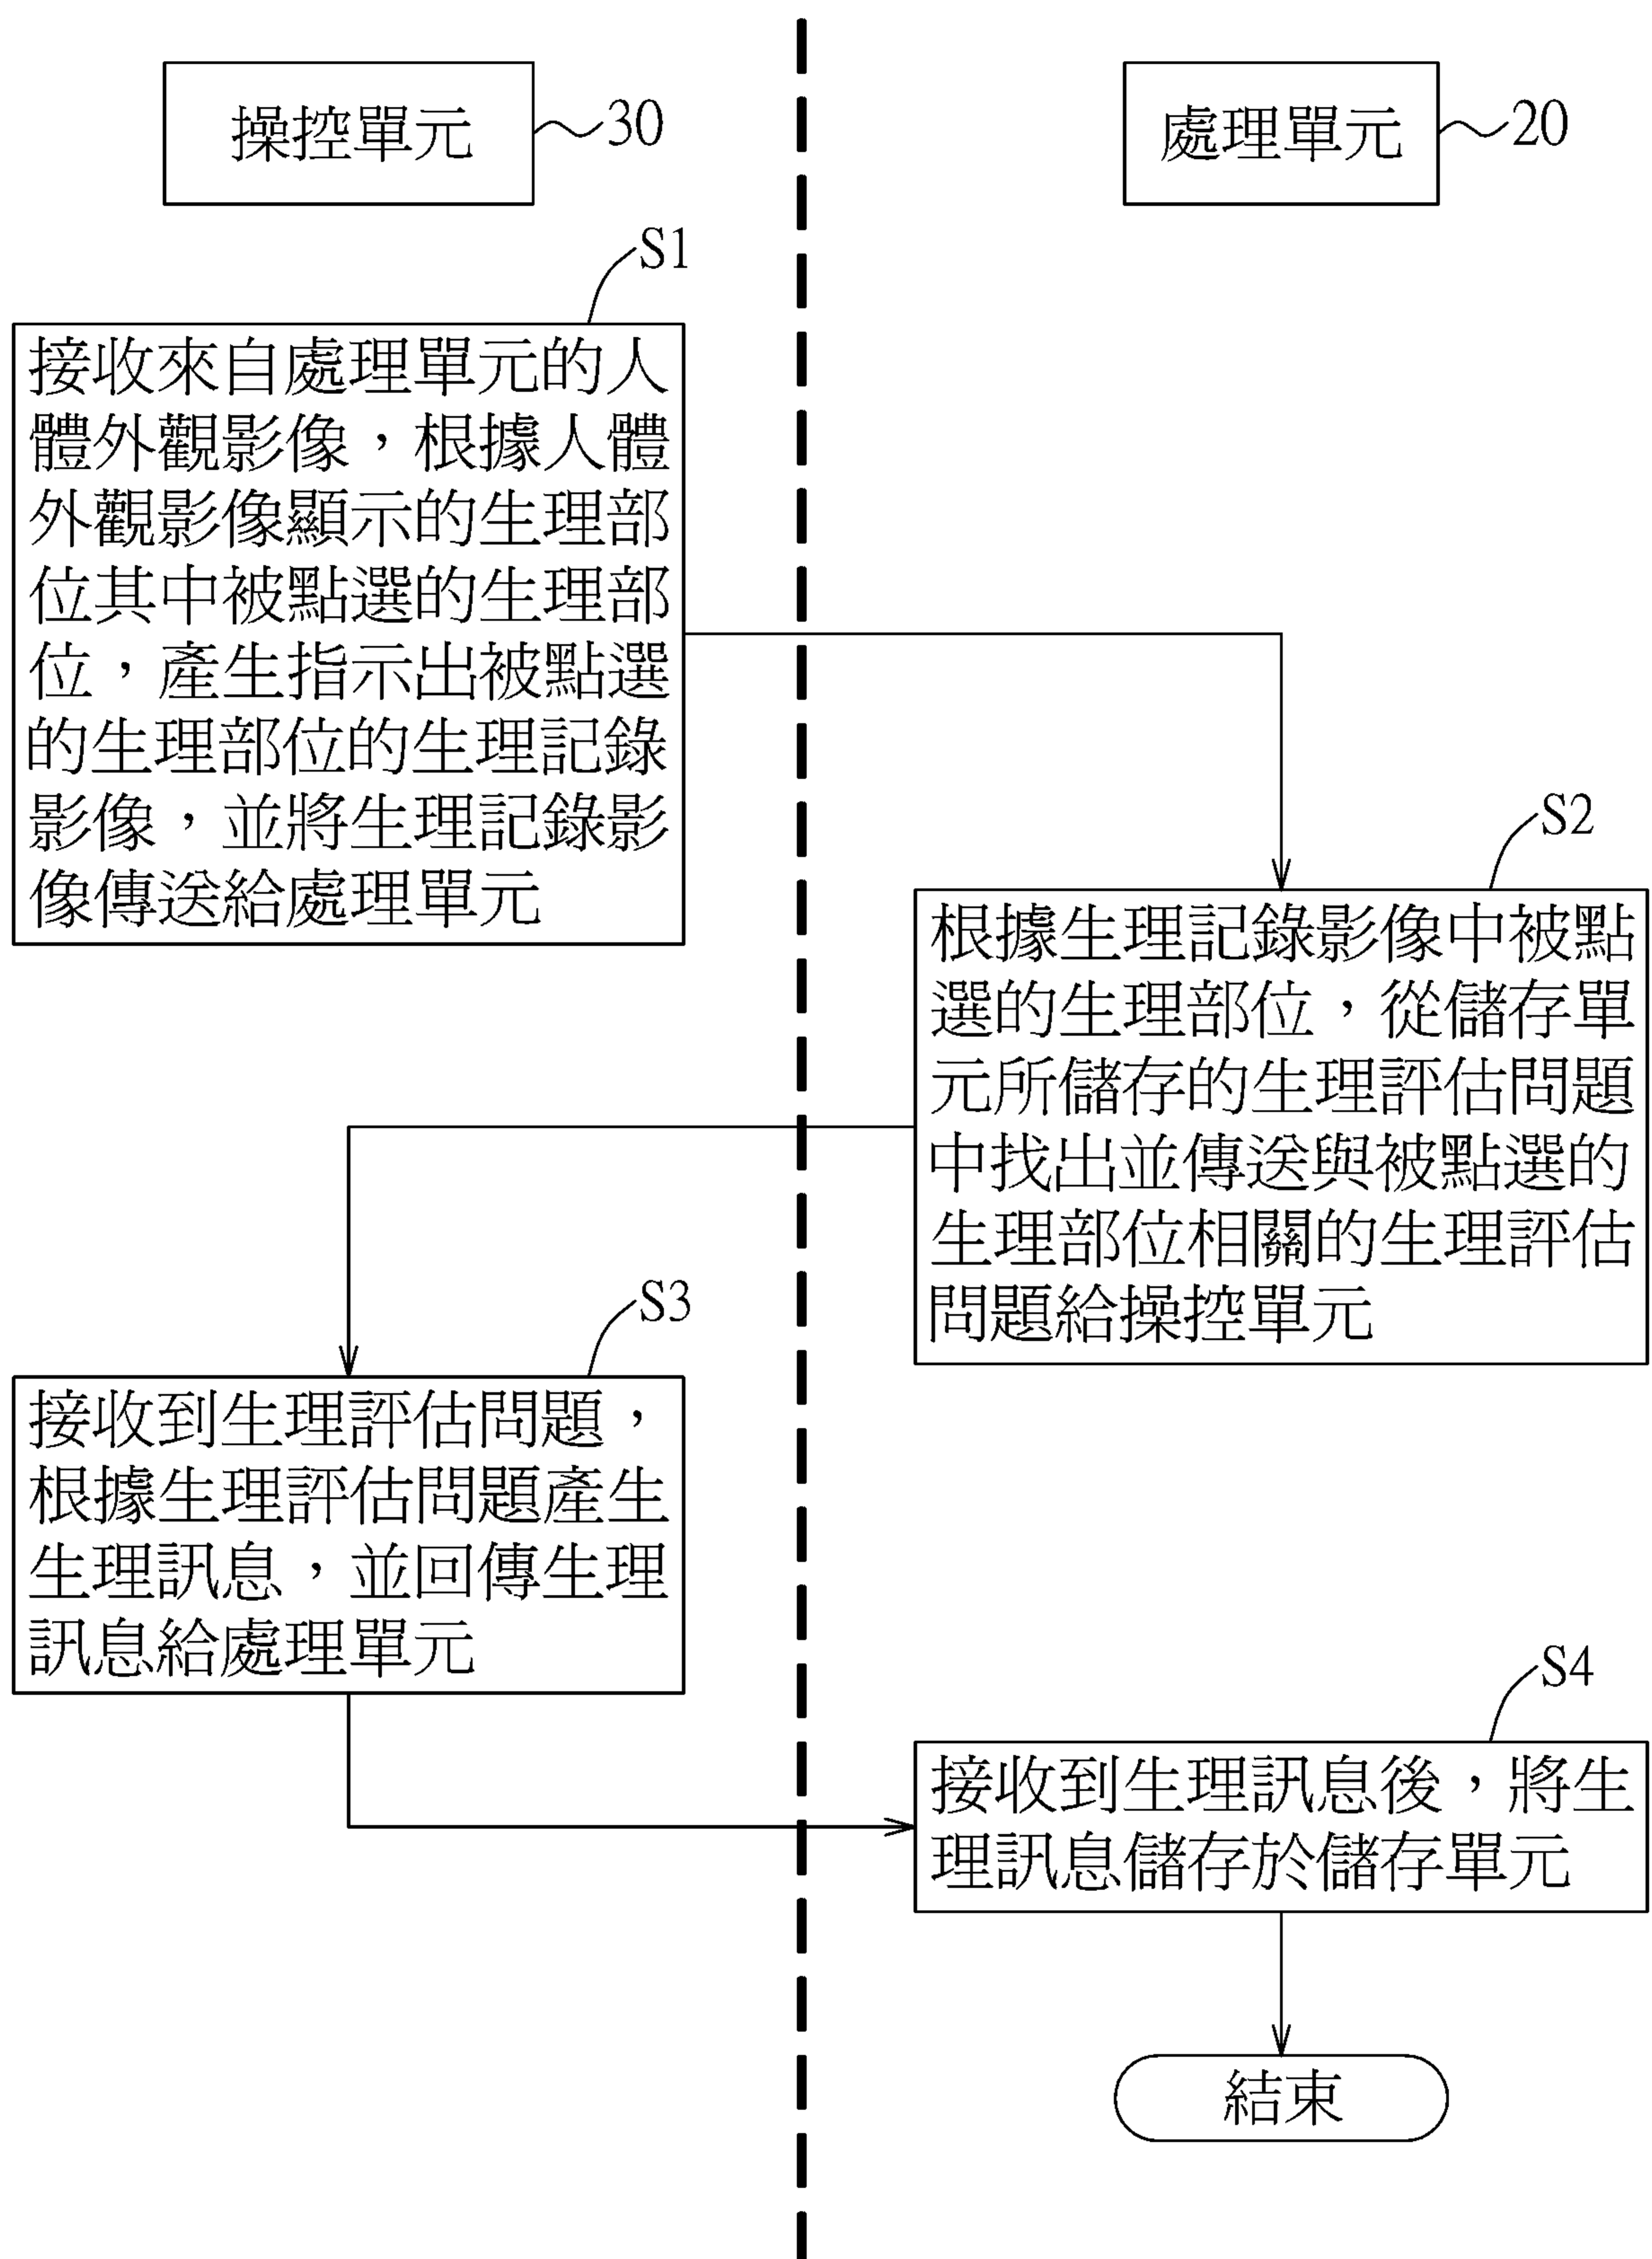 操控單元
30
處理單元
20
S1
接收來自處理單元的人
體外觀影像，根據人體
外觀影像顯示的生理部
位其中被點選的生理部
位，產生指示出被點選
的生理部位的生理記錄
影像，並將生理記錄影
像傳送給處理單元
S2
根據生理記錄影像中被點
選的生理部位，從儲存單
元所儲存的生理評估問題
中找出並傳送與被點選的
生理部位相關的生理評估
問題給操控單元
S3
接收到生理評估問題，
根據生理評估問題產生
生理訊息，並回傳生理
訊息給處理單元
S4
接收到生理訊息後，將生
理訊息儲存於儲存單元
結束